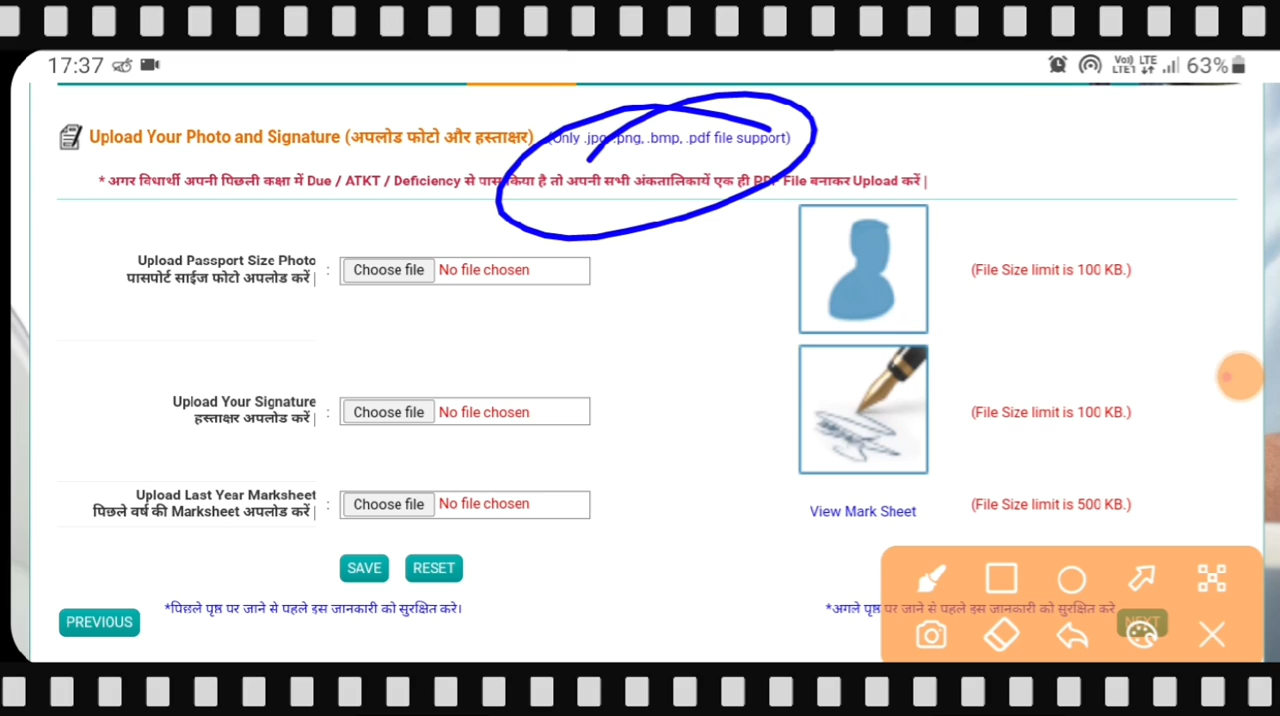 17:37 Vo)) LTE1 LTE 63%
Upload Your Photo and Signature (अपलोड फोटो और हस्ताक्षर) (Only .jpg, .png, .bmp, .pdf file support)
* अगर विधार्थी अपनी पिछली कक्षा में Due / ATKT / Deficiency से पास किया है तो अपनी सभी अंकतालिकायें एक ही PDF File बनाकर Upload करें |
Upload Passport Size Photo
पासपोर्ट साईज फोटो अपलोड करें |
: Choose file No file chosen
(File Size limit is 100 KB.)
Upload Your Signature
हस्ताक्षर अपलोड करें |
: Choose file No file chosen
(File Size limit is 100 KB.)
Upload Last Year Marksheet
पिछले वर्ष की Marksheet अपलोड करें |
: Choose file No file chosen
View Mark Sheet
(File Size limit is 500 KB.)
SAVE RESET
*पिछले पृष्ठ पर जाने से पहले इस जानकारी को सुरक्षित करे।
*अगले पृष्ठ पर जाने से पहले इस जानकारी को सुरक्षित करे
PREVIOUS
NEXT